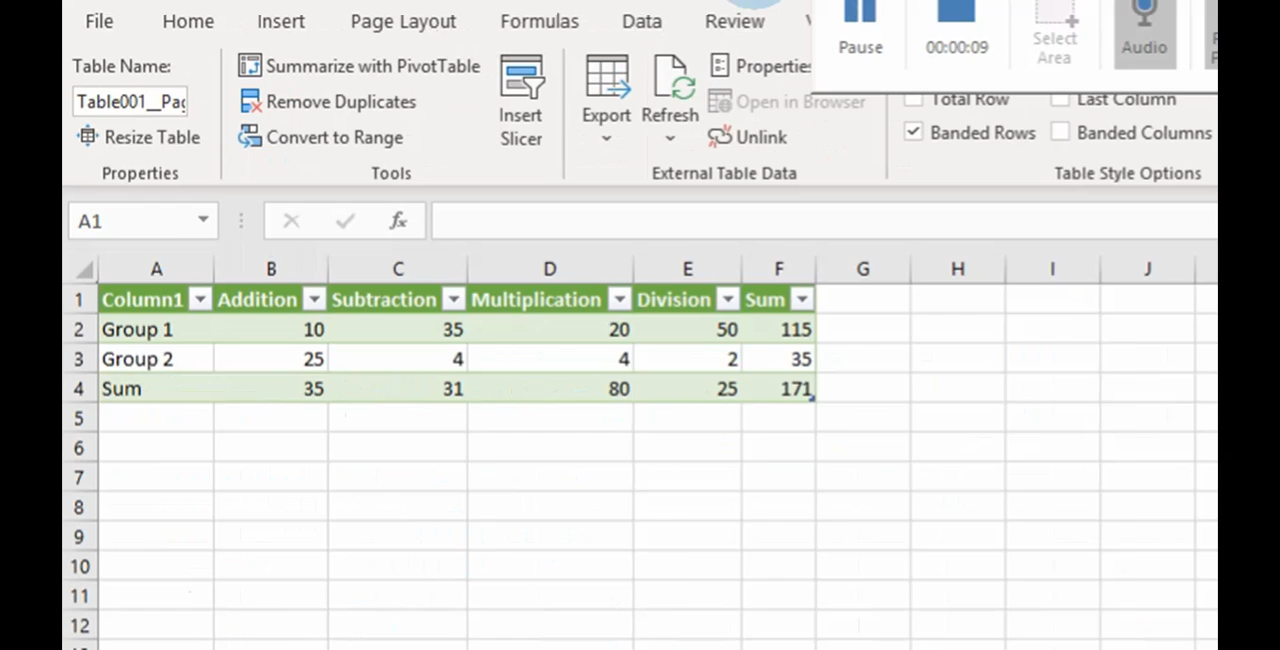 File Home Insert Page Layout Formulas Data Review
Pause 00:00:09 Select Area Audio
Table Name:
Table001__Pag
Resize Table
Properties
Summarize with PivotTable
Remove Duplicates
Convert to Range
Tools
Insert Slicer
Export Refresh
Properties
Open in Browser
Unlink
External Table Data
Total Row Last Column
Banded Rows Banded Columns
Table Style Options
A1 fx
A B C D E F G H I J
1 Column1 Addition Subtraction Multiplication Division Sum
2 Group 1 10 35 20 50 115
3 Group 2 25 4 4 2 35
4 Sum 35 31 80 25 171
5
6
7
8
9
10
11
12